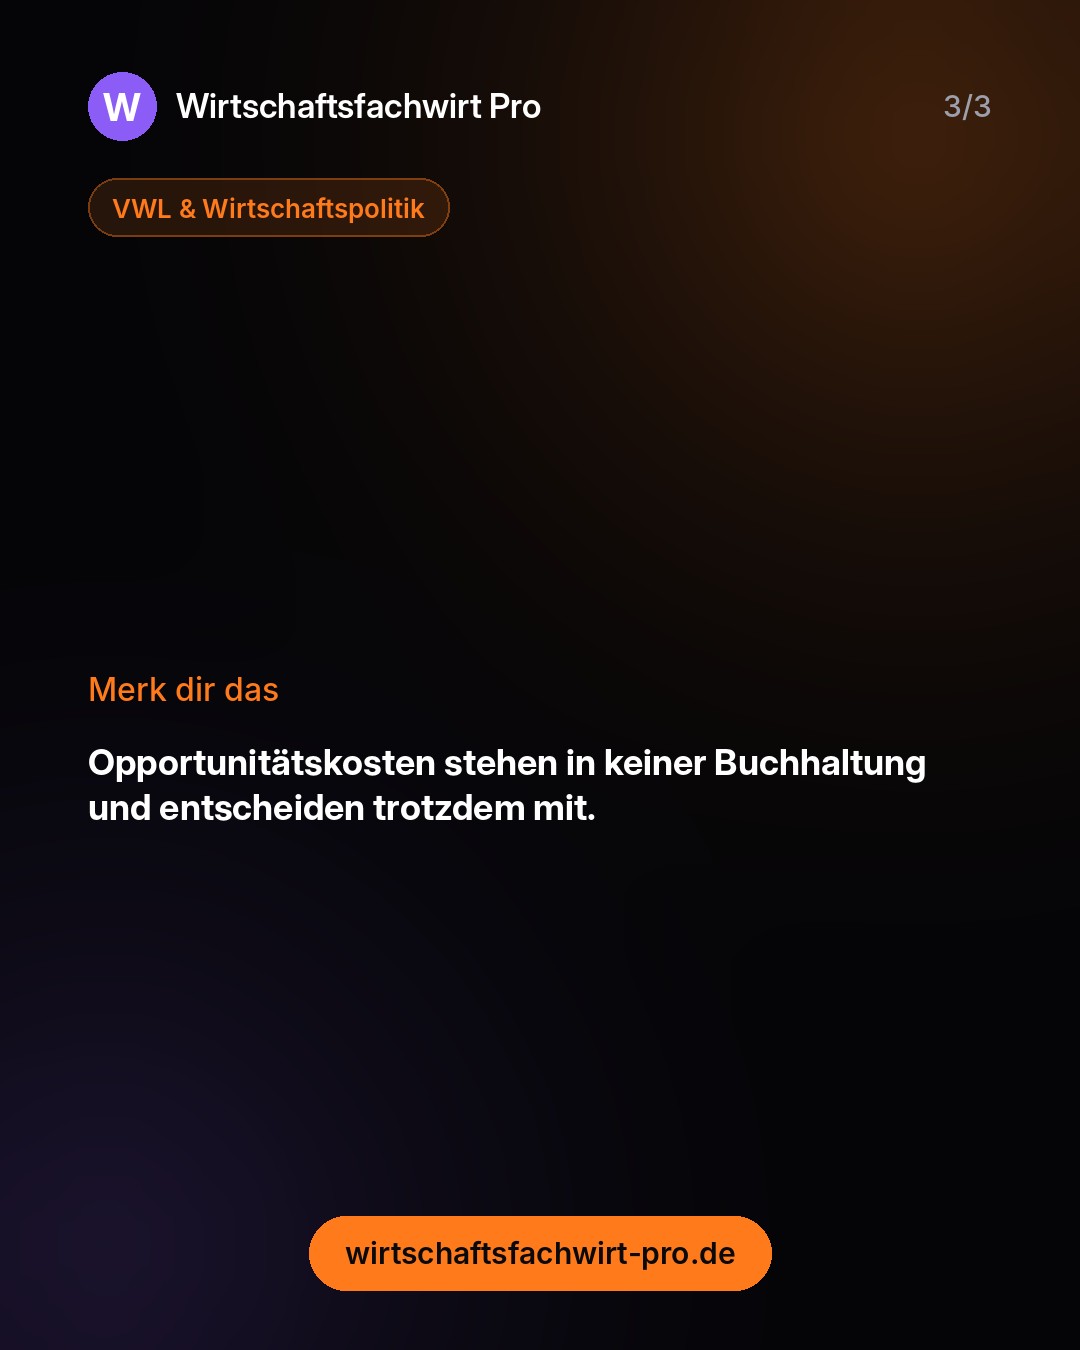 W Wirtschaftsfachwirt Pro 3/3
VWL & Wirtschaftspolitik
Merk dir das
Opportunitätskosten stehen in keiner Buchhaltung
und entscheiden trotzdem mit.
wirtschaftsfachwirt-pro.de